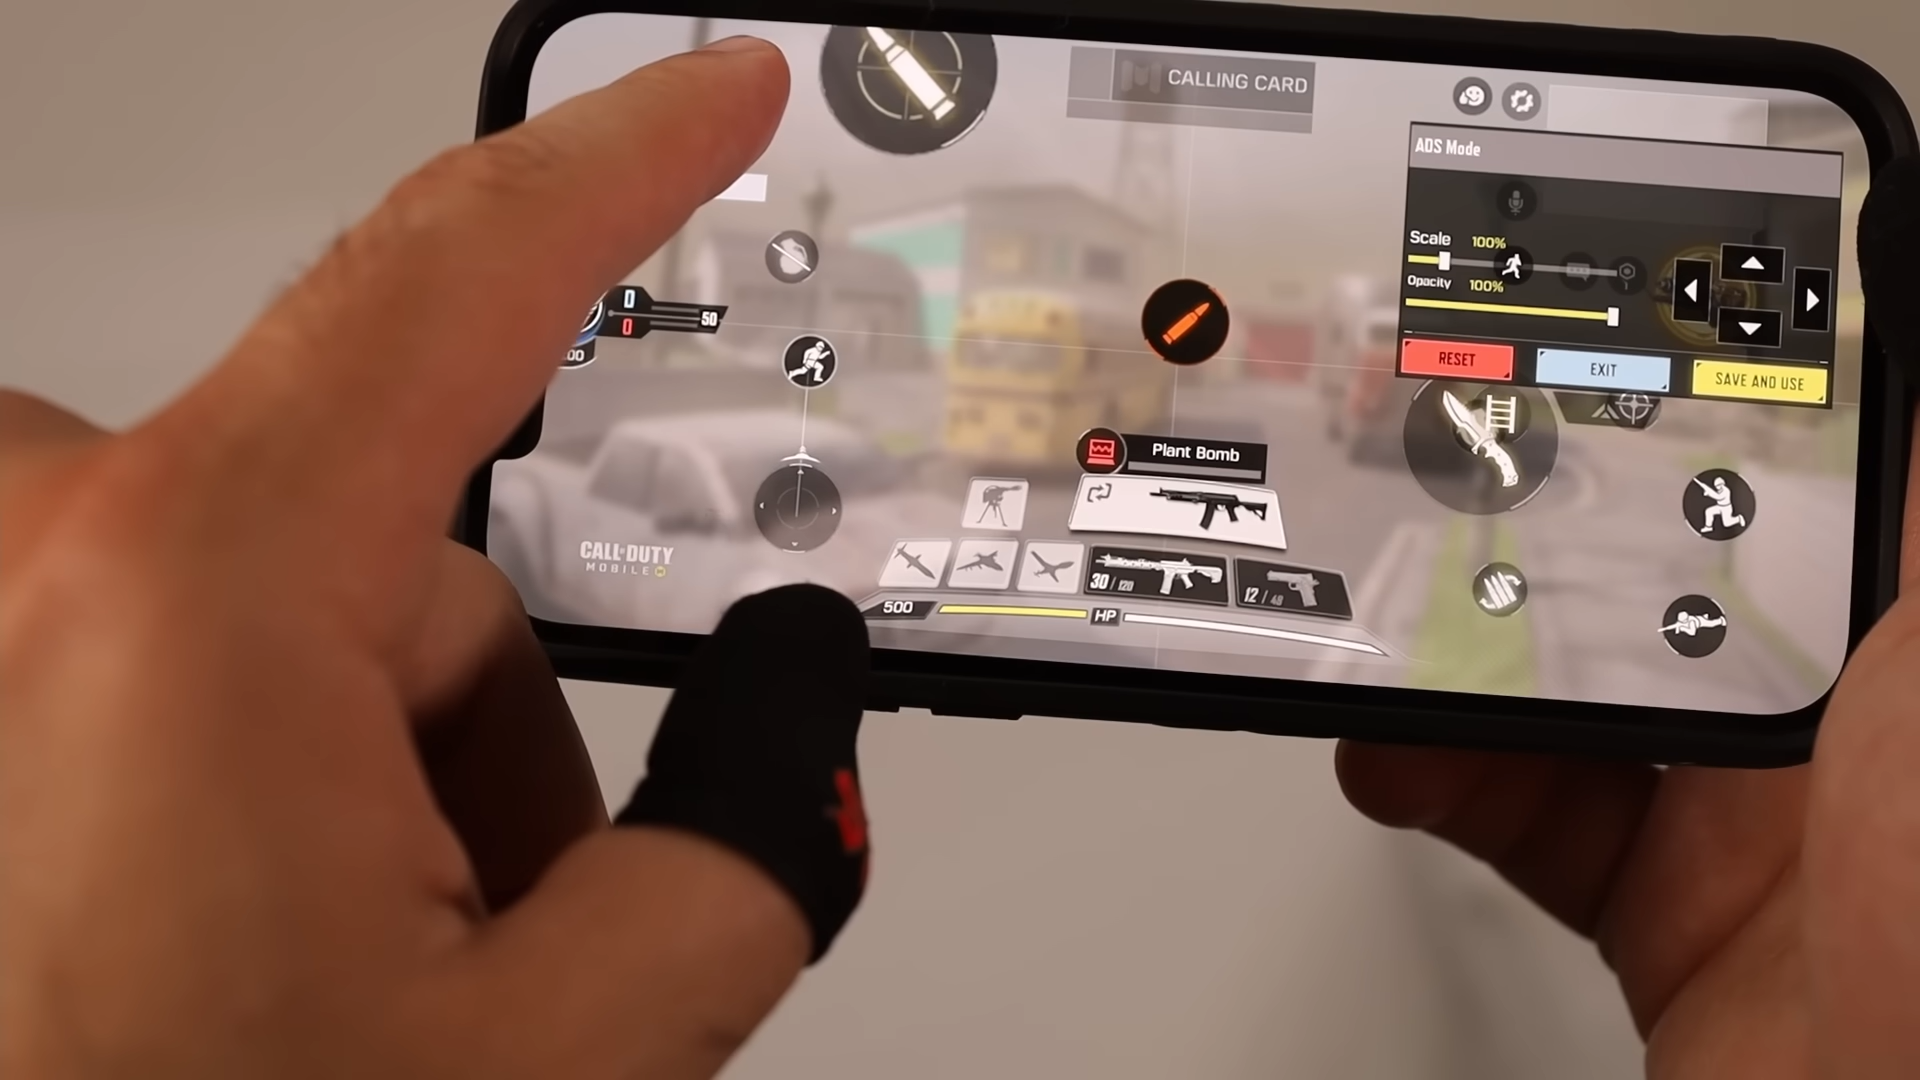 CALLING CARD
ADS Mode
Scale 100%
Opacity 100%
RESET
EXIT
SAVE AND USE
0
0
50
00
Plant Bomb
CALL OF DUTY
MOBILE
30 / 120
12 / 48
500
HP